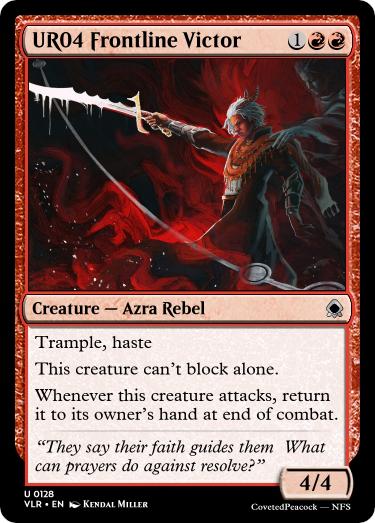 UR04 Frontline Victor 1
Creature — Azra Rebel
Trample, haste
This creature can't block alone.
Whenever this creature attacks, return
it to its owner's hand at end of combat.
“They say their faith guides them  What
can prayers do against resolve?”
4/4
U 0128
VLR • EN KENDAL MILLER
COVETEDPEACOCK — NFS